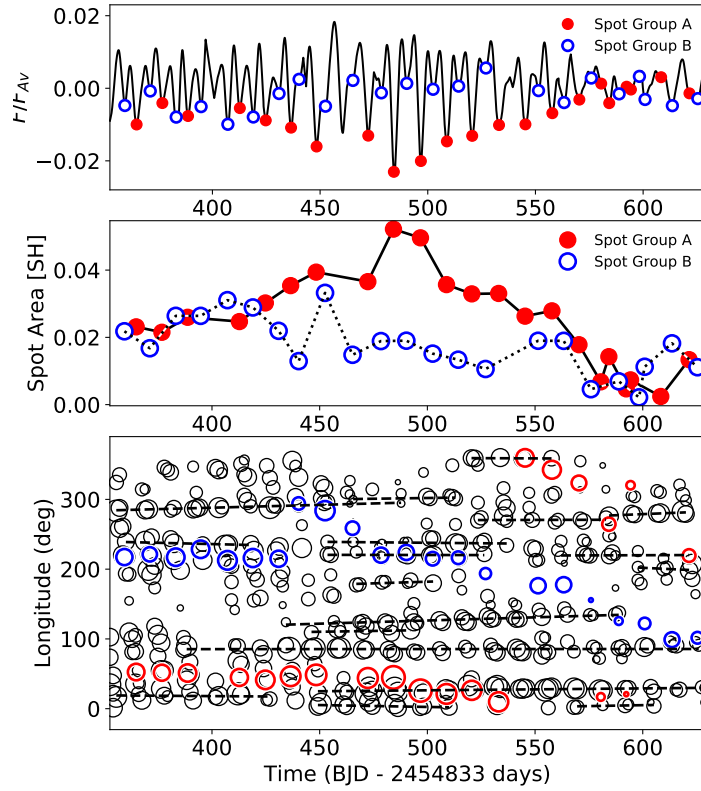 0.02
0.00
−0.02
F/F_Av
Spot Group A
Spot Group B
400 450 500 550 600
0.04
0.02
0.00
Spot Area [SH]
Spot Group A
Spot Group B
400 450 500 550 600
300
200
100
0
Longitude (deg)
400 450 500 550 600
Time (BJD - 2454833 days)